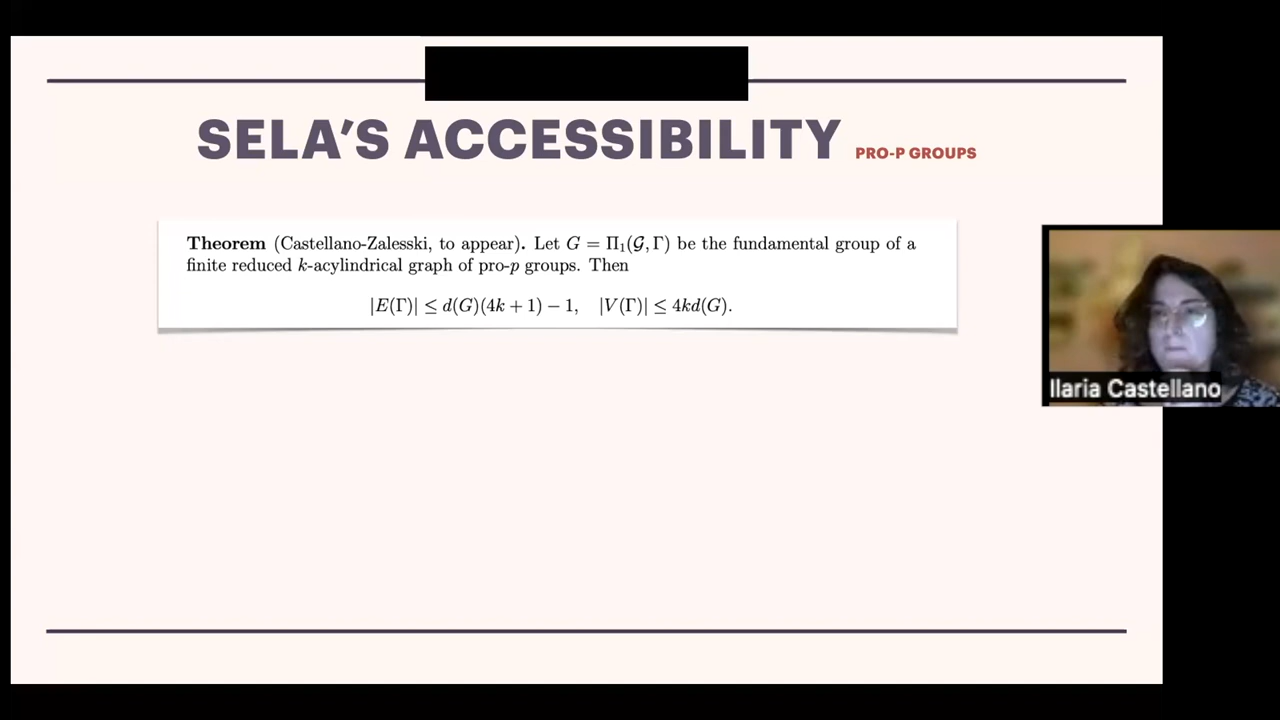 SELA'S ACCESSIBILITY PRO-P GROUPS
Theorem (Castellano-Zalesski, to appear). Let G = Π₁(𝒢, Γ) be the fundamental group of a
finite reduced k-acylindrical graph of pro-p groups. Then
|E(Γ)| ≤ d(G)(4k + 1) − 1, |V(Γ)| ≤ 4kd(G).
Ilaria Castellano